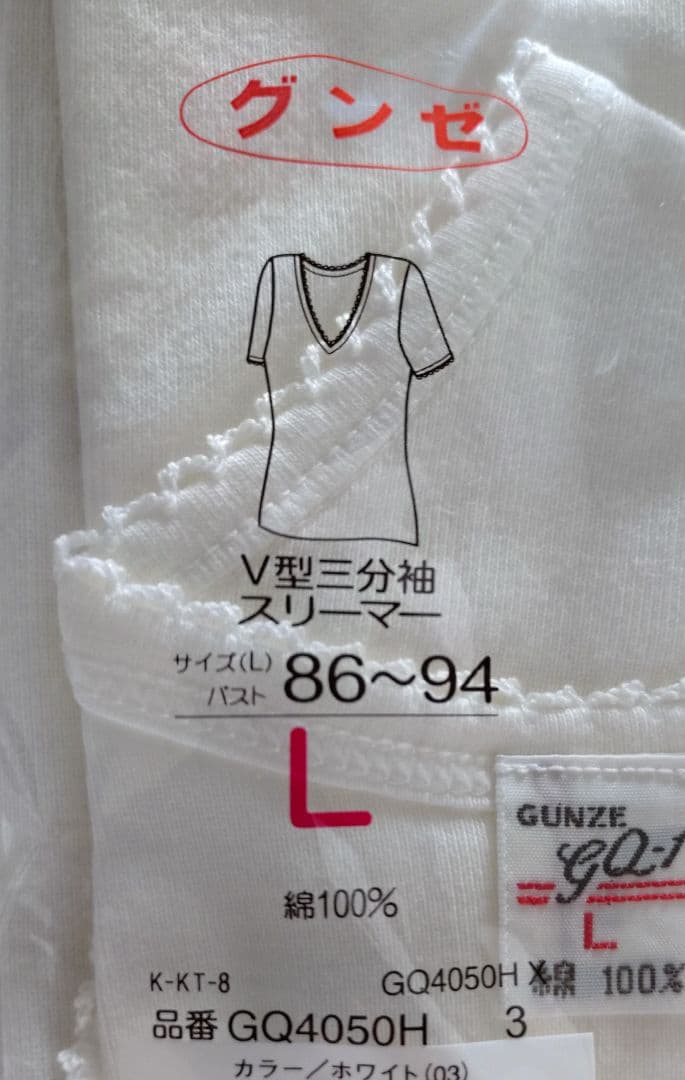 グンゼ
V型三分袖
スリーマー
サイズ(L)
バスト
86〜94
L
GUNZE
GQ-1
L
綿 100%
綿100%
K-KT-8
GQ4050H X
品番 GQ4050H 3
カラー/ホワイト(03)